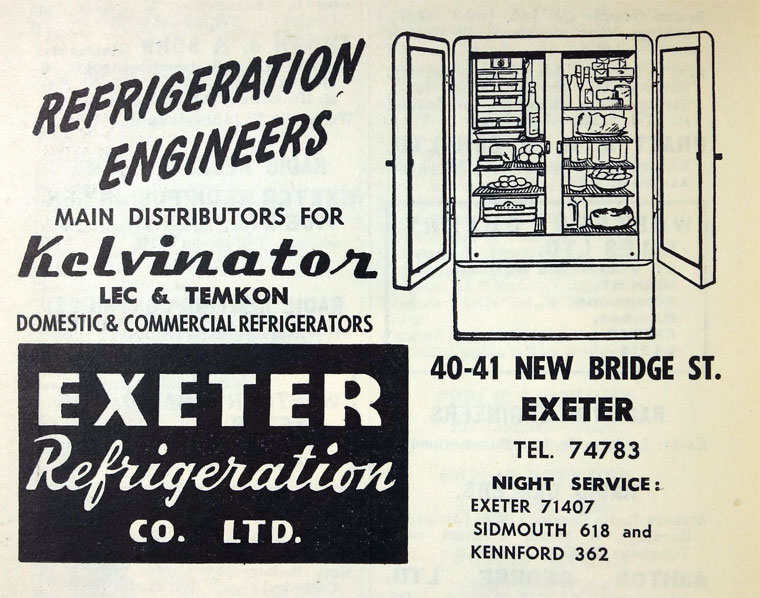 REFRIGERATION
ENGINEERS
MAIN DISTRIBUTORS FOR
Kelvinator
LEC & TEMKON
DOMESTIC & COMMERCIAL REFRIGERATORS
EXETER
Refrigeration
CO. LTD.
40-41 NEW BRIDGE ST.
EXETER
TEL. 74783
NIGHT SERVICE:
EXETER 71407
SIDMOUTH 618 and
KENNFORD 362